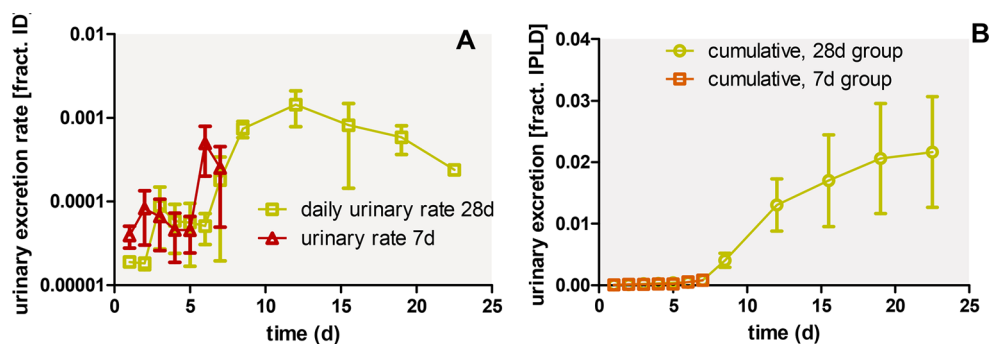 A
urinary excretion rate [fract. ID]
0.01
0.001
0.0001
0.00001
daily urinary rate 28d
urinary rate 7d
0 5 10 15 20 25
time (d)
B
urinary excretion [fract. IPLD]
0.04
0.03
0.02
0.01
0.00
cumulative, 28d group
cumulative, 7d group
0 5 10 15 20 25
time (d)